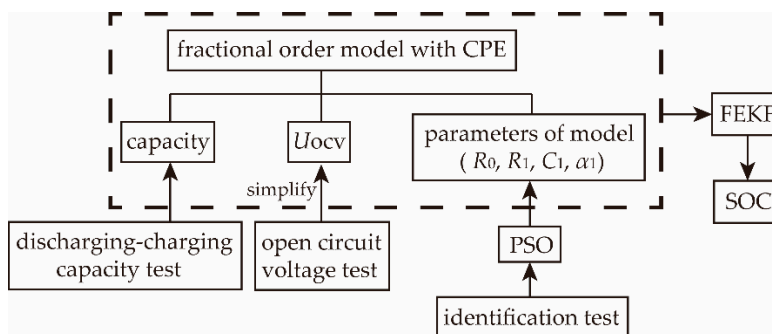 fractional order model with CPE
capacity
Uocv
parameters of model
( R0, R1, C1, α1)
FEKF
simplify
SOC
discharging-charging
capacity test
open circuit
voltage test
PSO
identification test